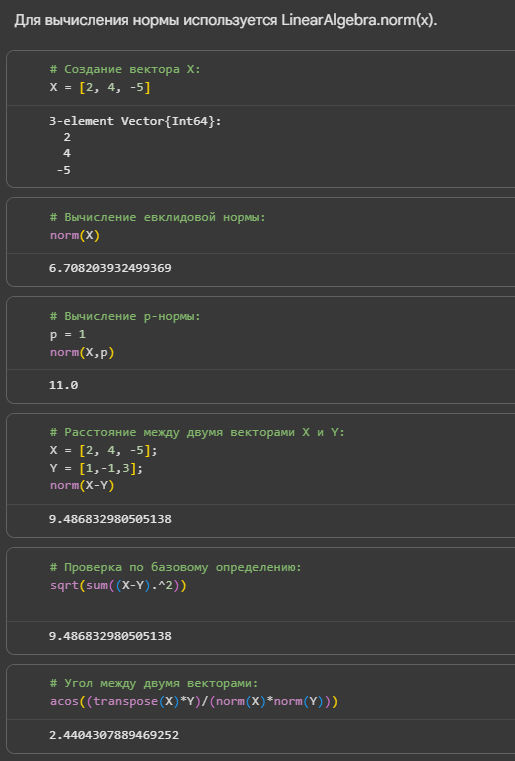 Для вычисления нормы используется LinearAlgebra.norm(x).
# Создание вектора X:
X = [2, 4, -5]
3-element Vector{Int64}:
2
4
-5
# Вычисление евклидовой нормы:
norm(X)
6.708203932499369
# Вычисление p-нормы:
p = 1
norm(X,p)
11.0
# Расстояние между двумя векторами X и Y:
X = [2, 4, -5];
Y = [1,-1,3];
norm(X-Y)
9.486832980505138
# Проверка по базовому определению:
sqrt(sum((X-Y).^2))
9.486832980505138
# Угол между двумя векторами:
acos((transpose(X)*Y)/(norm(X)*norm(Y)))
2.4404307889469252